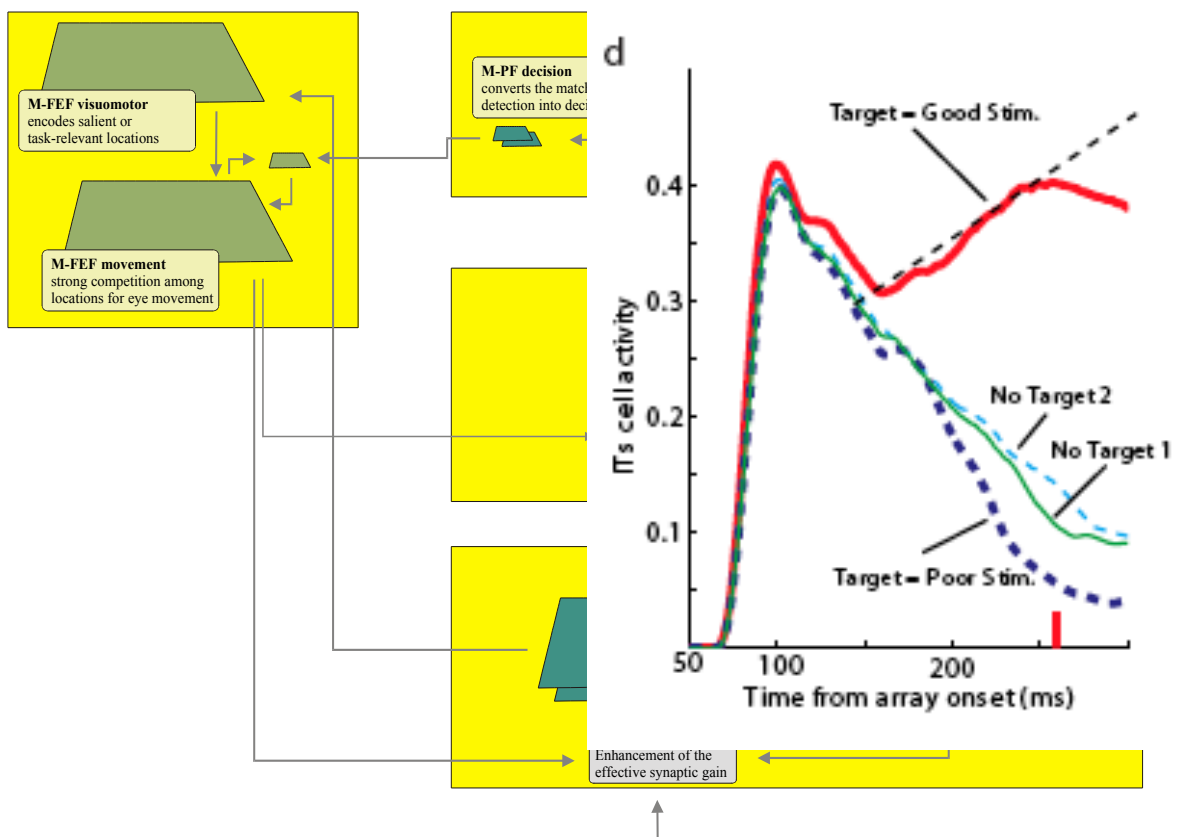 M-FEF visuomotor
encodes salient or
task-relevant locations
M-FEF movement
strong competition among
locations for eye movement
M-PF decision
converts the match
detection into deci
Enhancement of the
effective synaptic gain
d
Target = Good Stim.
0.4
0.3
0.2
0.1
ITs cell activity
No Target 2
No Target 1
Target = Poor Stim.
50 100 200
Time from array onset (ms)